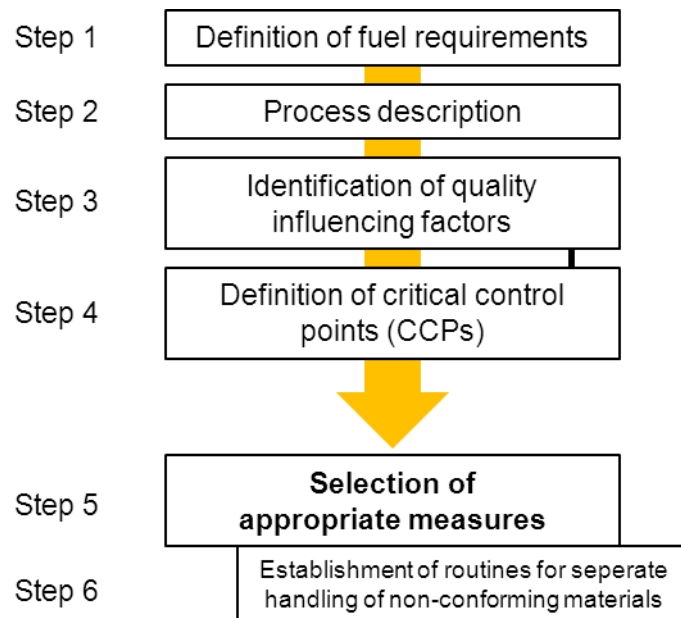 Step 1
Definition of fuel requirements
Step 2
Process description
Step 3
Identification of quality
influencing factors
Step 4
Definition of critical control
points (CCPs)
Step 5
Selection of
appropriate measures
Step 6
Establishment of routines for seperate
handling of non-conforming materials